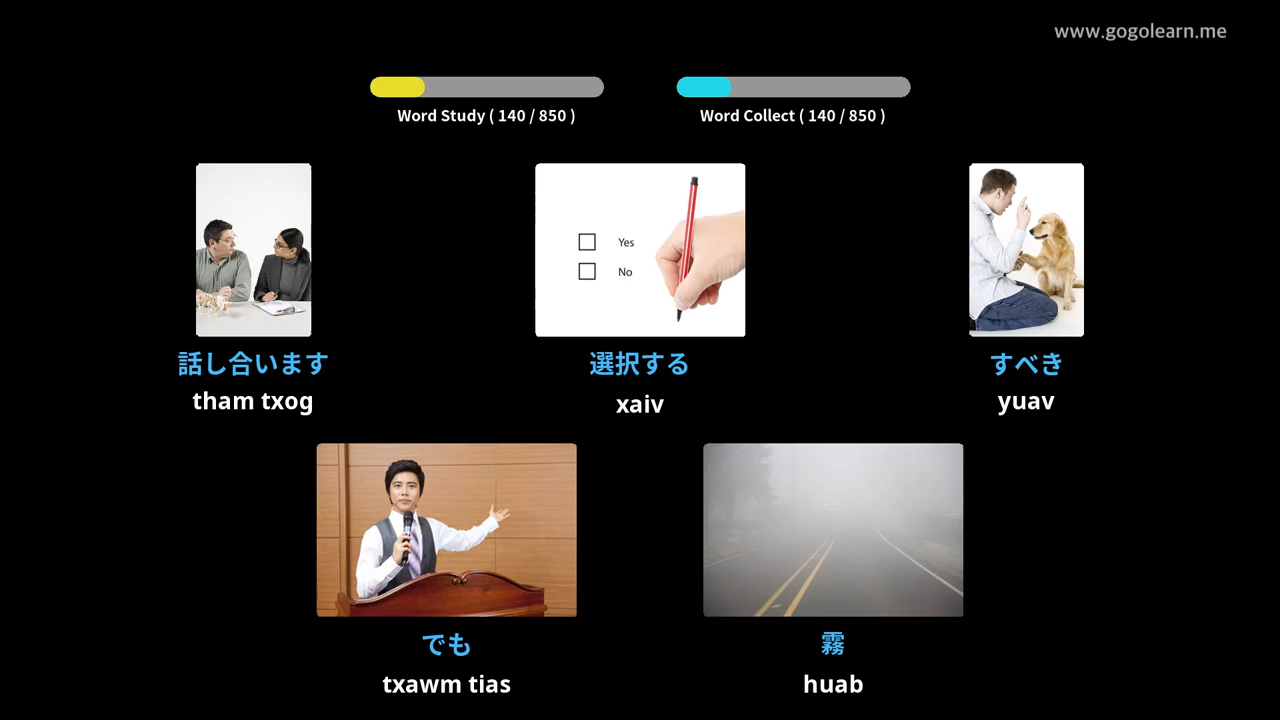 www.gogolearn.me
Word Study ( 140 / 850 )
Word Collect ( 140 / 850 )
Yes
No
話し合います
tham txog
選択する
xaiv
すべき
yuav
でも
txawm tias
霧
huab